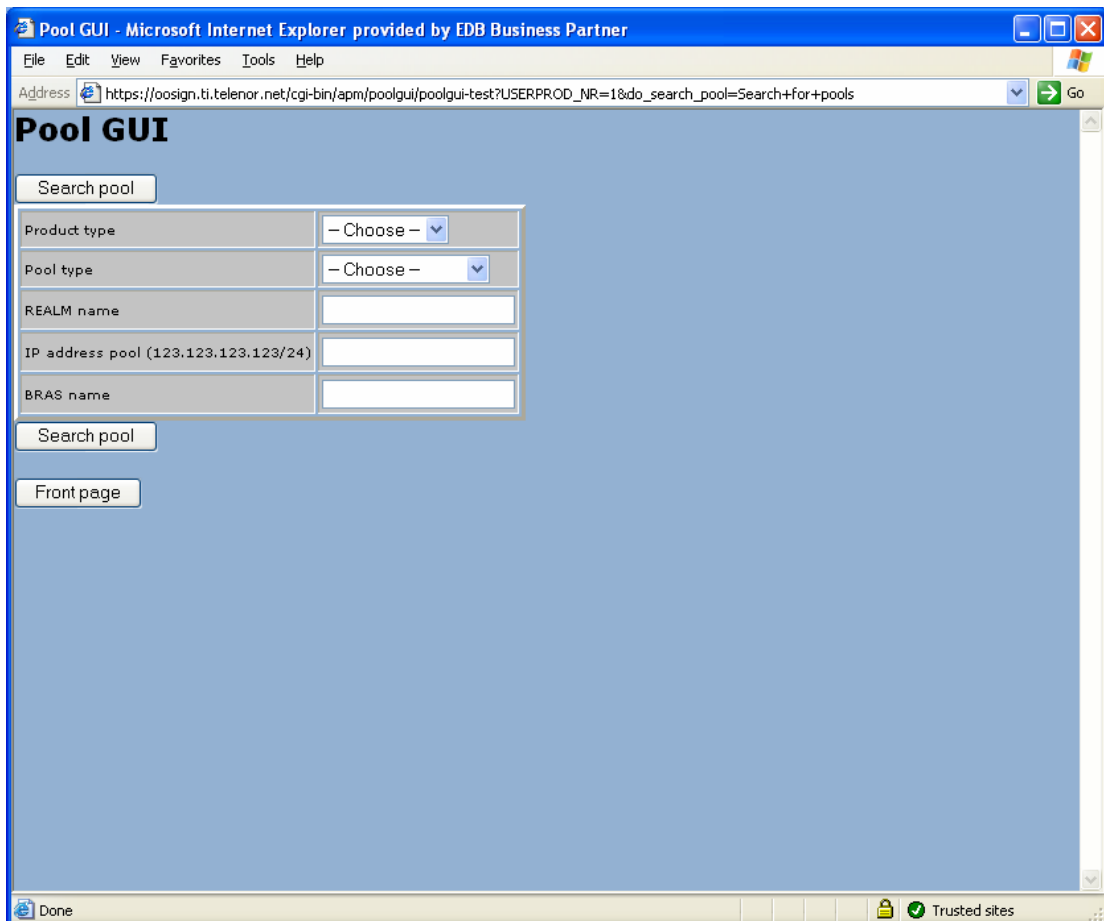 Pool GUI - Microsoft Internet Explorer provided by EDB Business Partner
File Edit View Favorites Tools Help
Address https://oosign.ti.telenor.net/cgi-bin/apm/poolgui/poolgui-test?USERPROD_NR=1&do_search_pool=Search+for+pools Go
Pool GUI
Search pool
Product type – Choose –
Pool type – Choose –
REALM name
IP address pool (123.123.123.123/24)
BRAS name
Search pool
Front page
Done Trusted sites